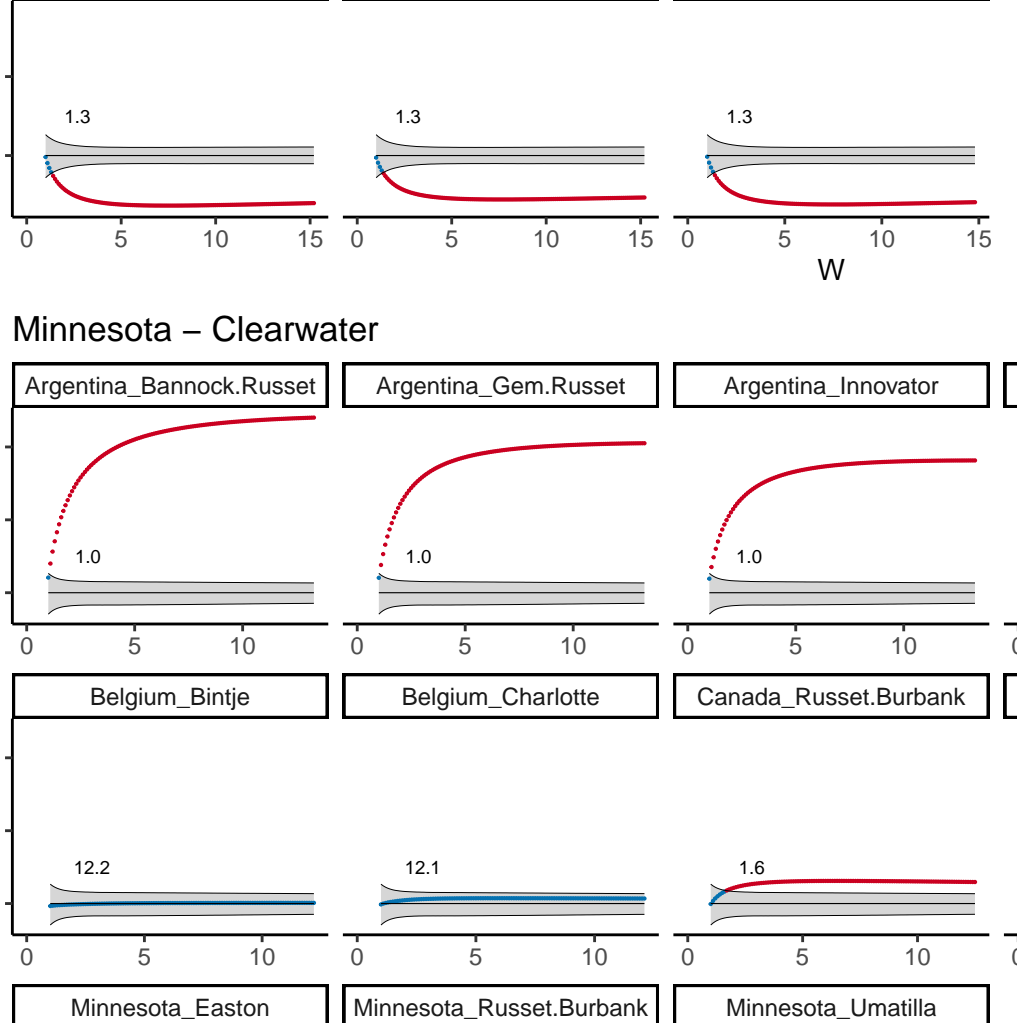 1.3 1.3 1.3
0 5 10 15 0 5 10 15 0 5 10 15
W
Minnesota – Clearwater
Argentina_Bannock.Russet Argentina_Gem.Russet Argentina_Innovator
1.0 1.0 1.0
0 5 10 0 5 10 0 5 10
Belgium_Bintje Belgium_Charlotte Canada_Russet.Burbank
12.2 12.1 1.6
0 5 10 0 5 10 0 5 10
Minnesota_Easton Minnesota_Russet.Burbank Minnesota_Umatilla